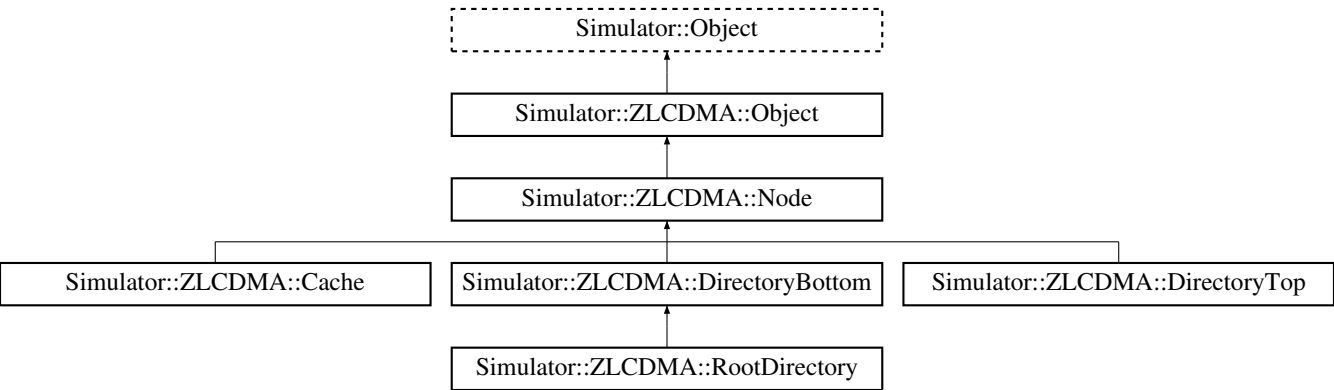 Simulator::Object
Simulator::ZLCDMA::Object
Simulator::ZLCDMA::Node
Simulator::ZLCDMA::Cache
Simulator::ZLCDMA::DirectoryBottom
Simulator::ZLCDMA::DirectoryTop
Simulator::ZLCDMA::RootDirectory